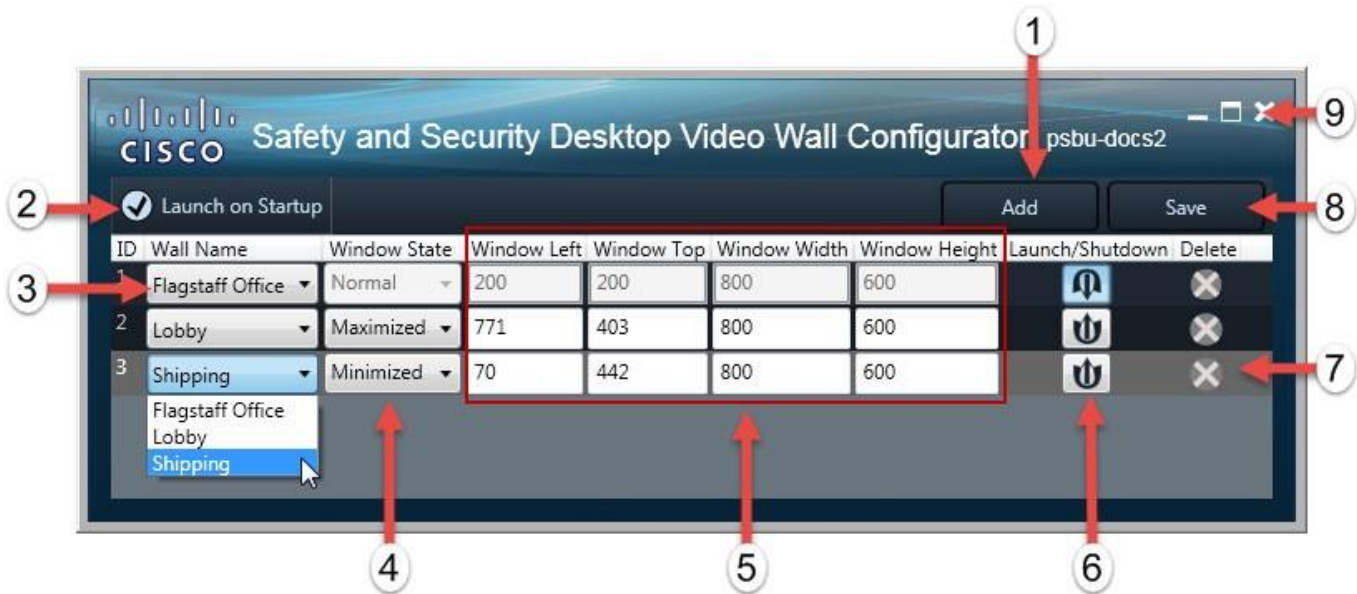 1
CISCO Safety and Security Desktop Video Wall Configurator psbu-docs2
9
2
Launch on Startup
Add
Save
8
ID Wall Name Window State Window Left Window Top Window Width Window Height Launch/Shutdown Delete
3
1 Flagstaff Office Normal 200 200 800 600
2 Lobby Maximized 771 403 800 600
3 Shipping Minimized 70 442 800 600
7
Flagstaff Office
Lobby
Shipping
4
5
6